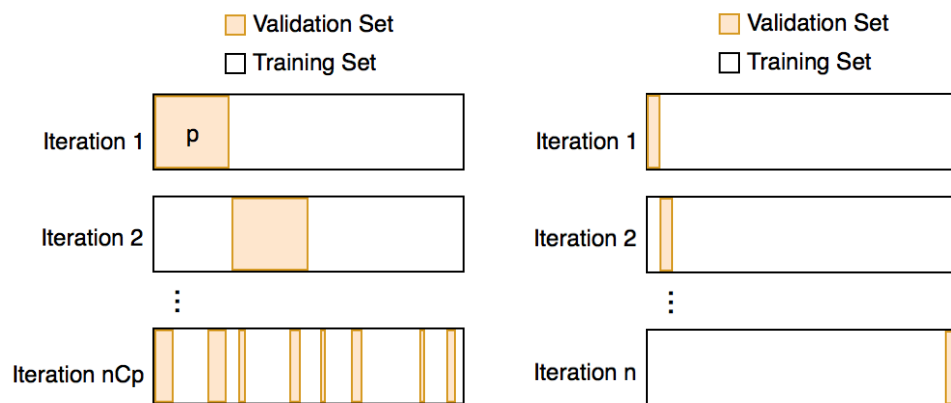 Validation Set
Training Set
Iteration 1
p
Iteration 2
⋮
Iteration nCp
Validation Set
Training Set
Iteration 1
Iteration 2
⋮
Iteration n